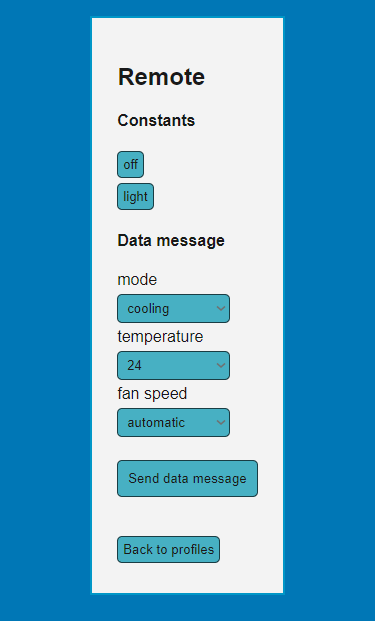 Remote
Constants
off
light
Data message
mode
cooling
temperature
24
fan speed
automatic
Send data message
Back to profiles